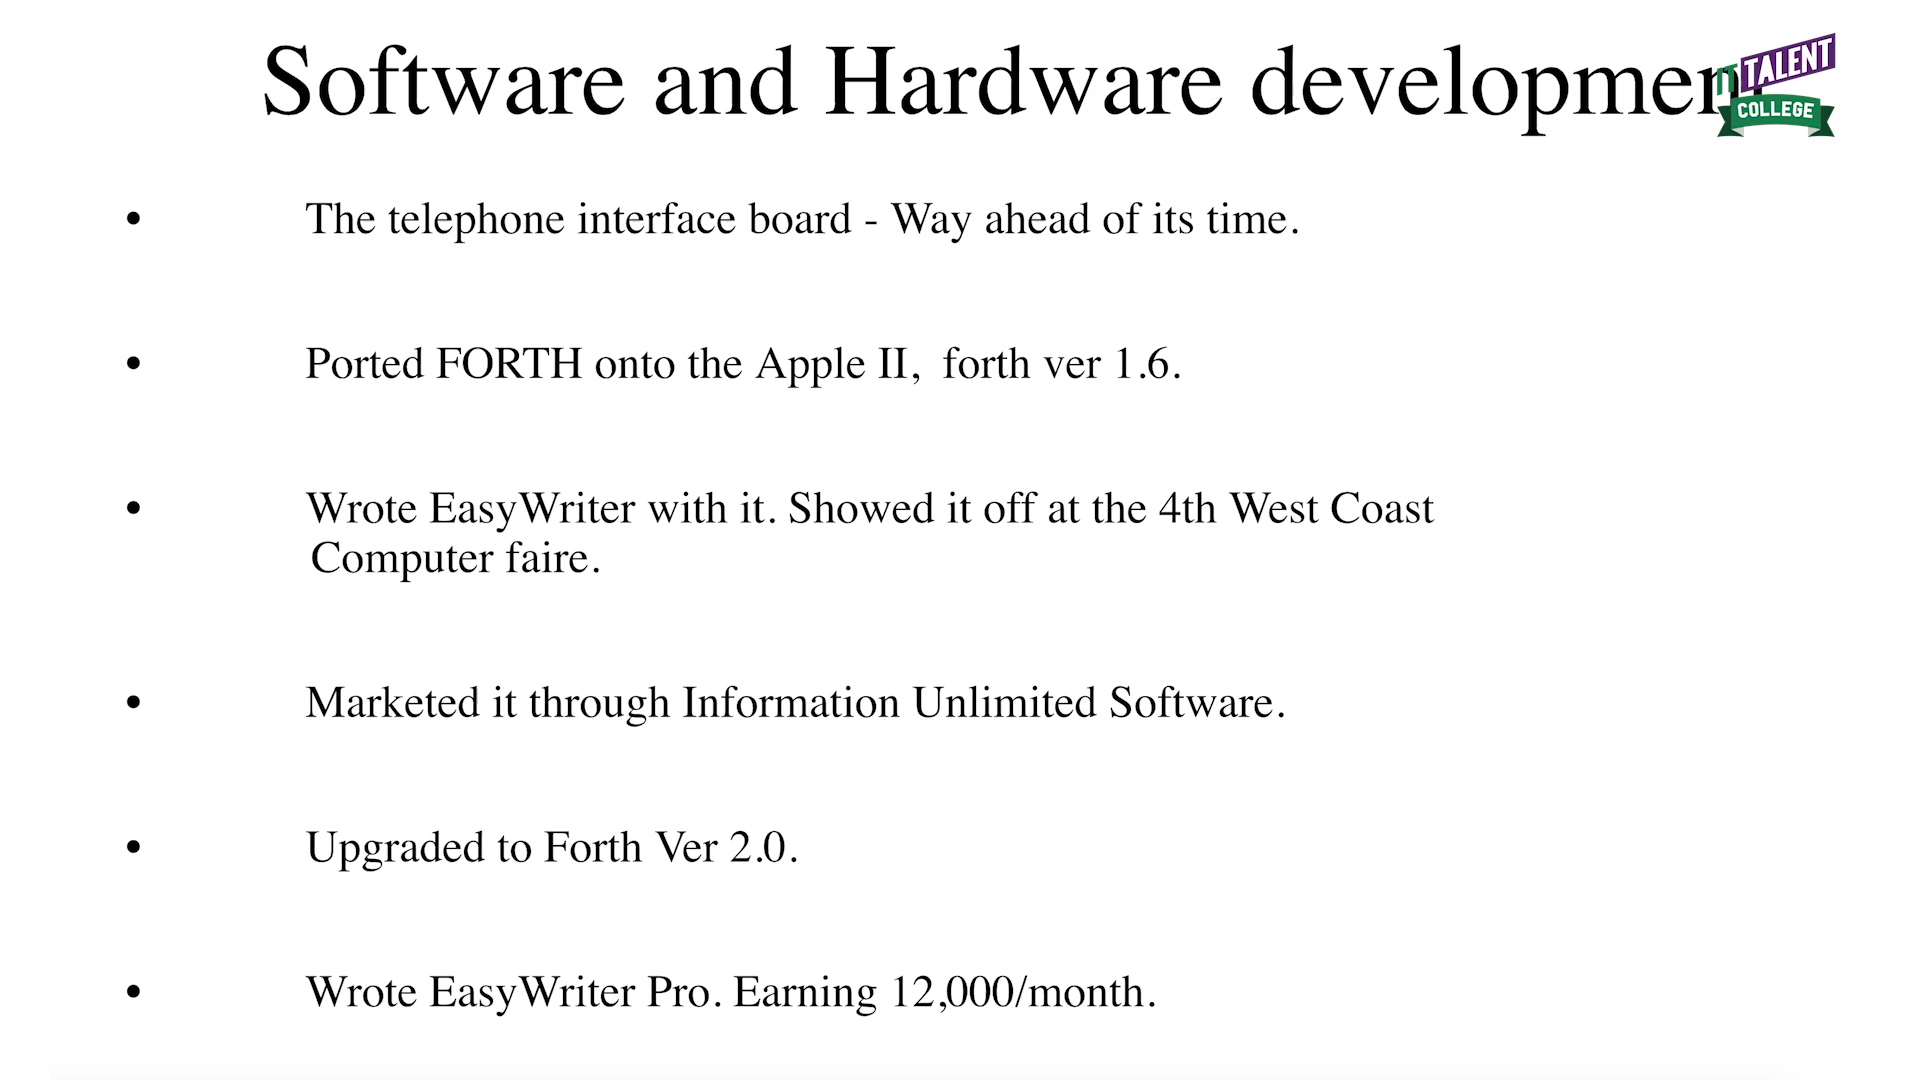 Software and Hardware development
IT TALENT
COLLEGE
• The telephone interface board - Way ahead of its time.
• Ported FORTH onto the Apple II, forth ver 1.6.
• Wrote EasyWriter with it. Showed it off at the 4th West Coast
Computer faire.
• Marketed it through Information Unlimited Software.
• Upgraded to Forth Ver 2.0.
• Wrote EasyWriter Pro. Earning 12,000/month.